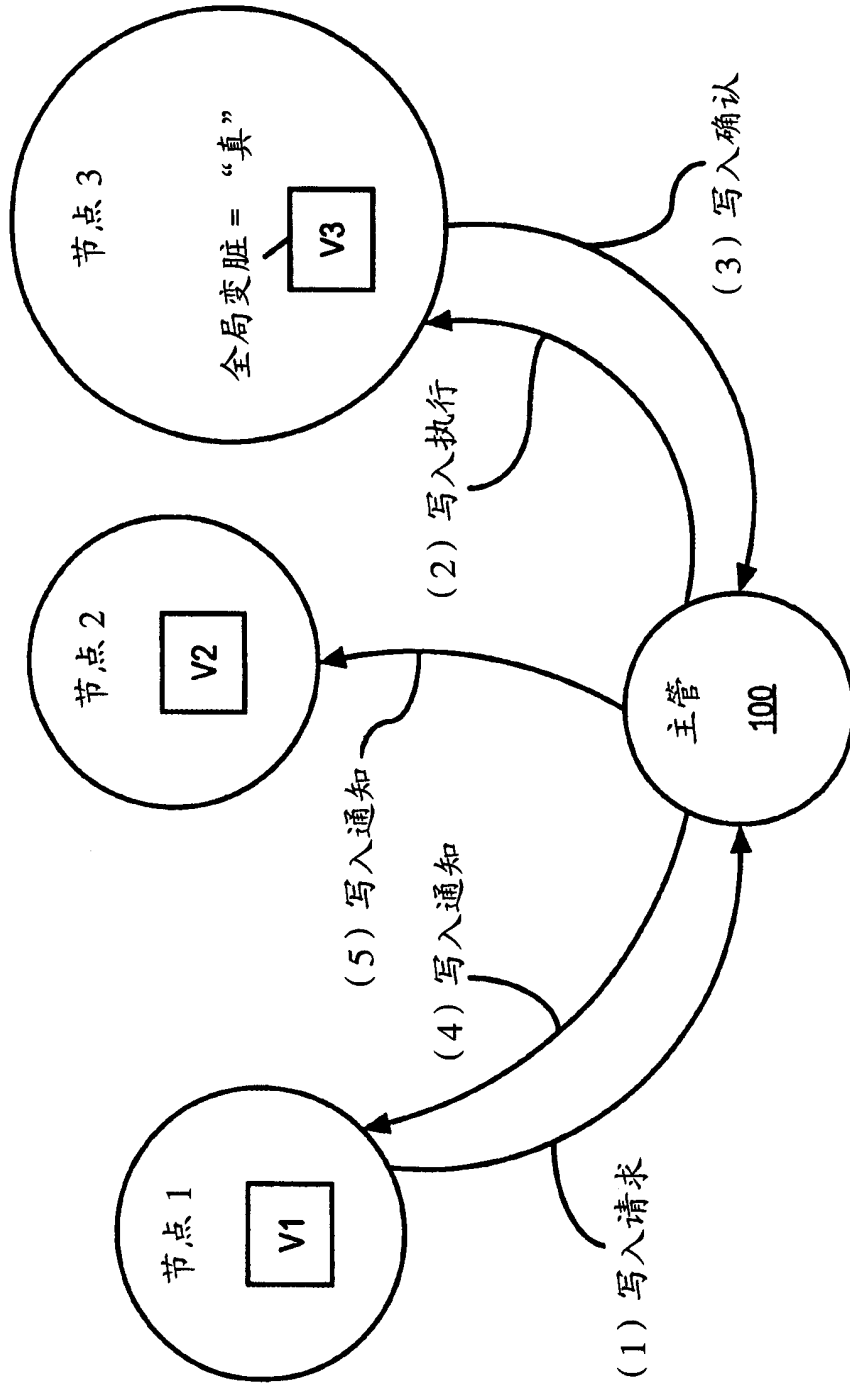 节点 1
V1
节点 2
V2
节点 3
全局变脏 = “真”
V3
(5) 写入通知
(2) 写入执行
(4) 写入通知
(3) 写入确认
(1) 写入请求
主管
100